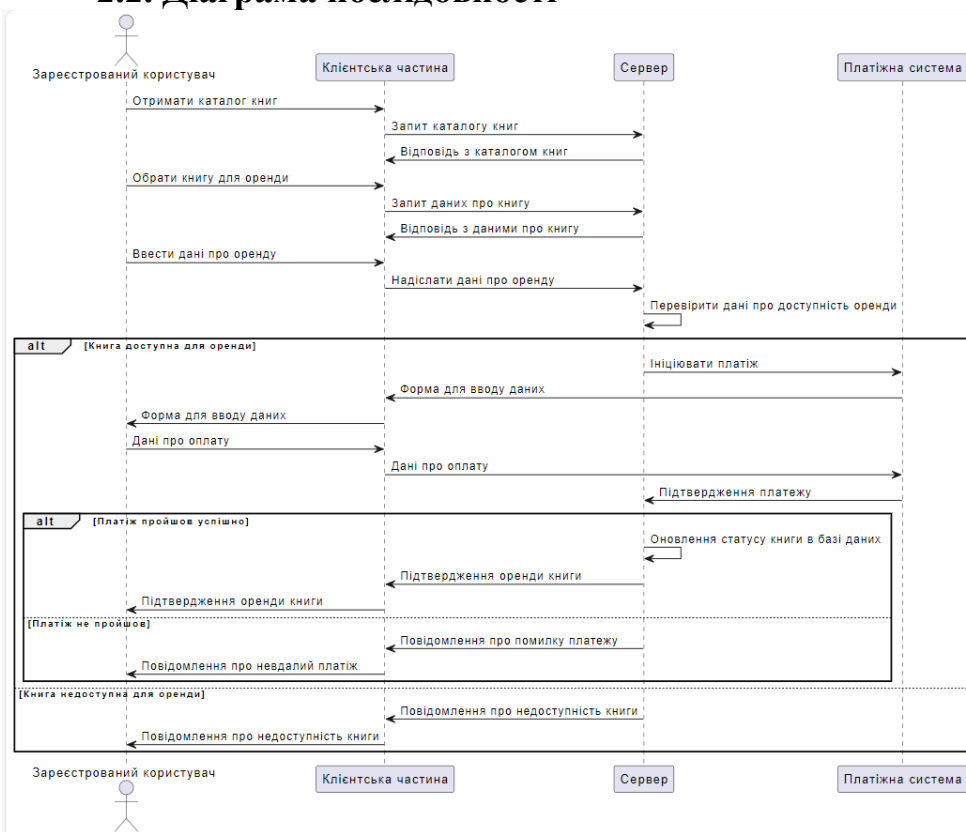 2.2. Діаграма послідовності
Зареєстрований користувач
Клієнтська частина
Сервер
Платіжна система
Отримати каталог книг
Запит каталогу книг
Відповідь з каталогом книг
Обрати книгу для оренди
Запит даних про книгу
Відповідь з даними про книгу
Ввести дані про оренду
Надіслати дані про оренду
Перевірити дані про доступність оренди
alt [Книга доступна для оренди]
Ініціювати платіж
Форма для вводу даних
Форма для вводу даних
Дані про оплату
Дані про оплату
Підтвердження платежу
alt [Платіж пройшов успішно]
Оновлення статусу книги в базі даних
Підтвердження оренди книги
Підтвердження оренди книги
[Платіж не пройшов]
Повідомлення про помилку платежу
Повідомлення про невдалий платіж
[Книга недоступна для оренди]
Повідомлення про недоступність книги
Повідомлення про недоступність книги
Зареєстрований користувач
Клієнтська частина
Сервер
Платіжна система